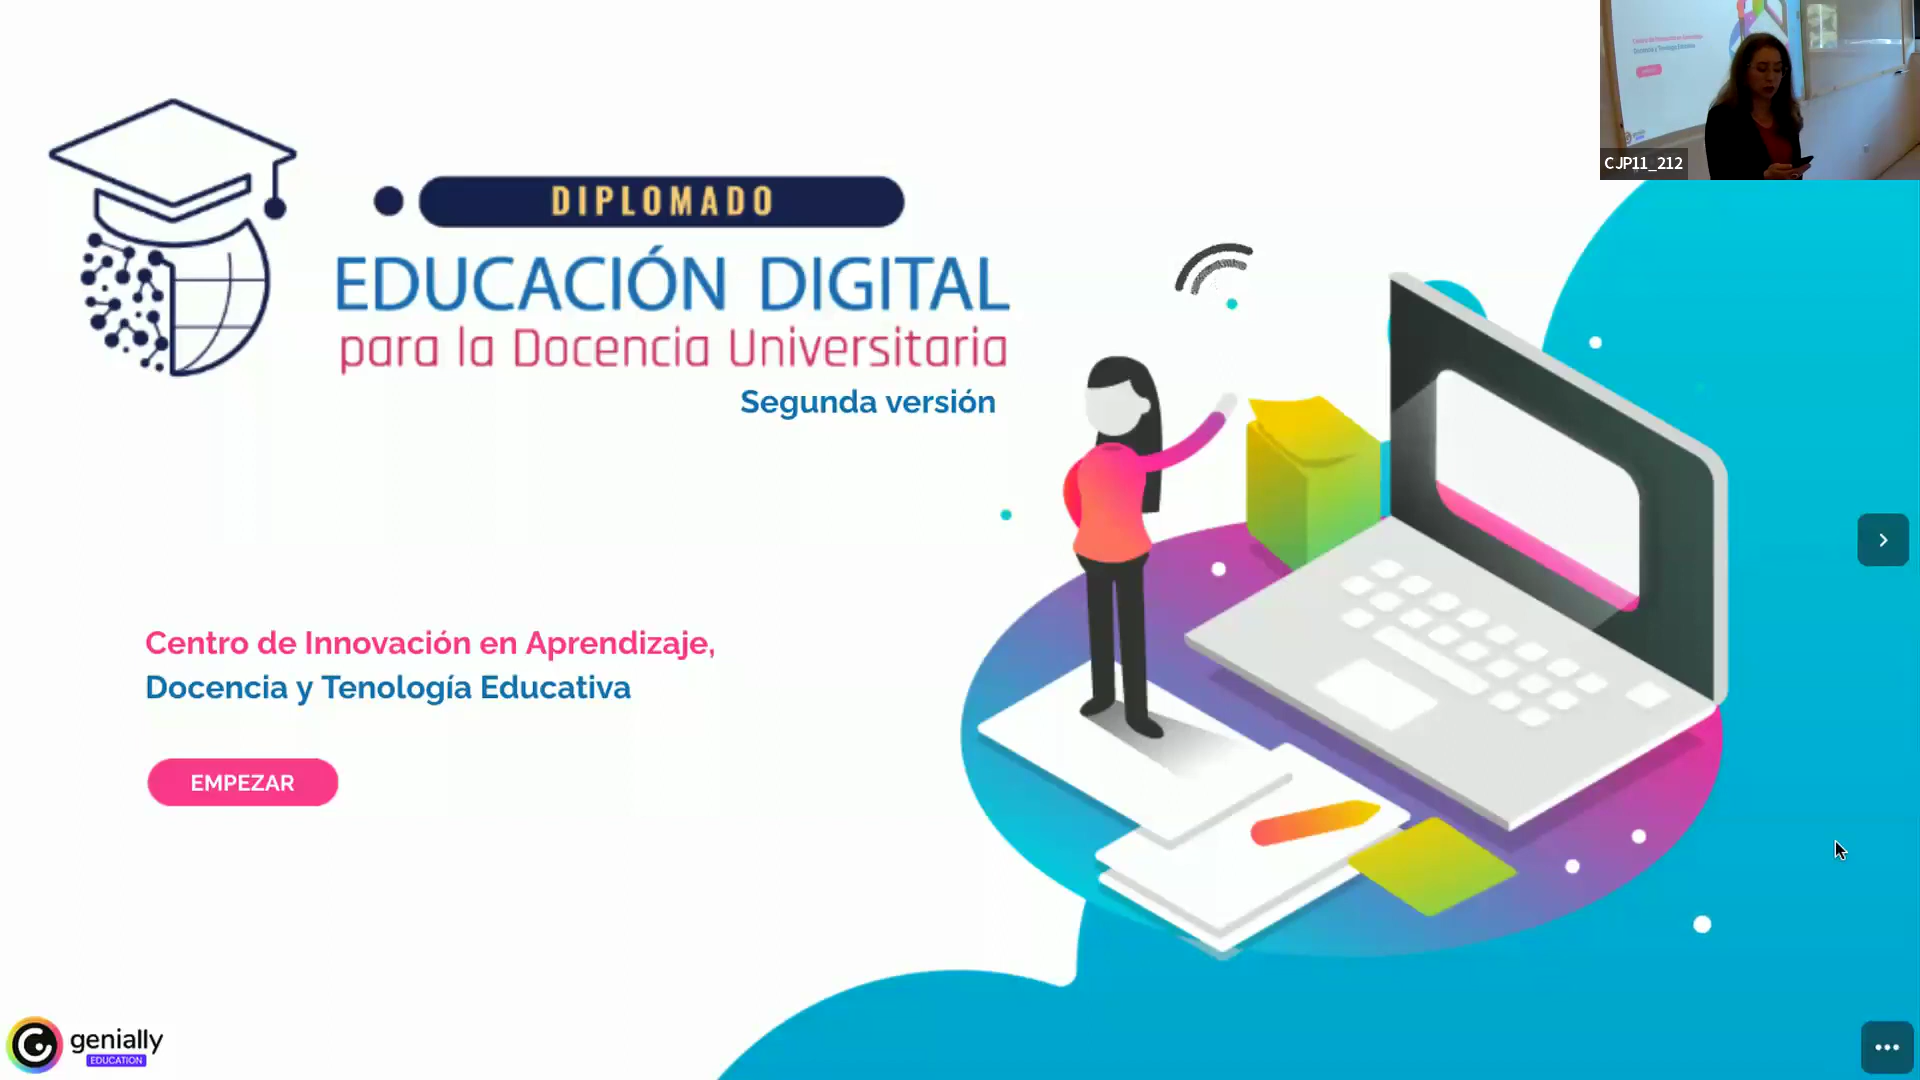 CJP11_212
DIPLOMADO
EDUCACIÓN DIGITAL
para la Docencia Universitaria
Segunda versión
Centro de Innovación en Aprendizaje,
Docencia y Tenología Educativa
EMPEZAR
genially
EDUCATION